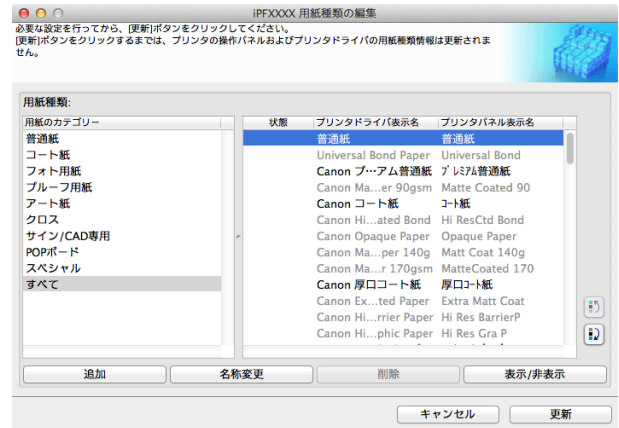 iPFXXXX 用紙種類の編集
必要な設定を行ってから、[更新]ボタンをクリックしてください。
[更新]ボタンをクリックするまでは、プリンタの操作パネルおよびプリンタドライバの用紙種類情報は更新されま
せん。
用紙種類:
用紙のカテゴリー
普通紙
コート紙
フォト用紙
プルーフ用紙
アート紙
クロス
サイン/CAD専用
POPボード
スペシャル
すべて
状態 プリンタドライバ表示名 プリンタパネル表示名
普通紙 普通紙
Universal Bond Paper Universal Bond
Canon プ…アム普通紙 プレミアム普通紙
Canon Ma…er 90gsm Matte Coated 90
Canon コート紙 コート紙
Canon Hi…ated Bond Hi ResCtd Bond
Canon Opaque Paper Opaque Paper
Canon Ma…per 140g Matt Coat 140g
Canon Ma…r 170gsm MatteCoated 170
Canon 厚口コート紙 厚口コート紙
Canon Ex…ted Paper Extra Matt Coat
Canon Hi…rrier Paper Hi Res BarrierP
Canon Hi…phic Paper Hi Res Gra P
追加 名称変更 削除 表示/非表示
キャンセル 更新